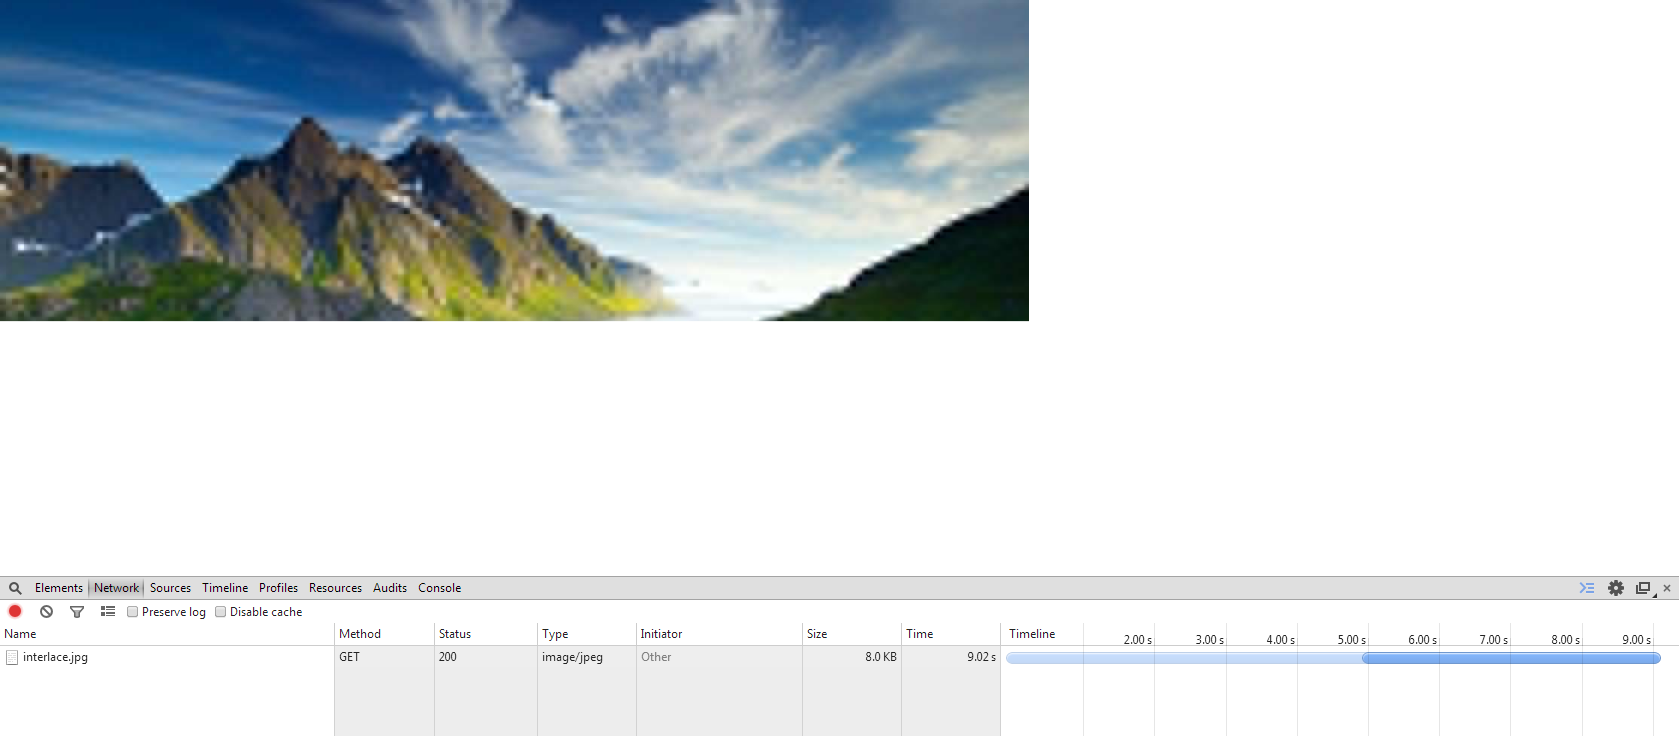 Elements Network Sources Timeline Profiles Resources Audits Console
Preserve log Disable cache
Name Method Status Type Initiator Size Time Timeline 2.00 s 3.00 s 4.00 s 5.00 s 6.00 s 7.00 s 8.00 s 9.00 s
interlace.jpg GET 200 image/jpeg Other 8.0 KB 9.02 s